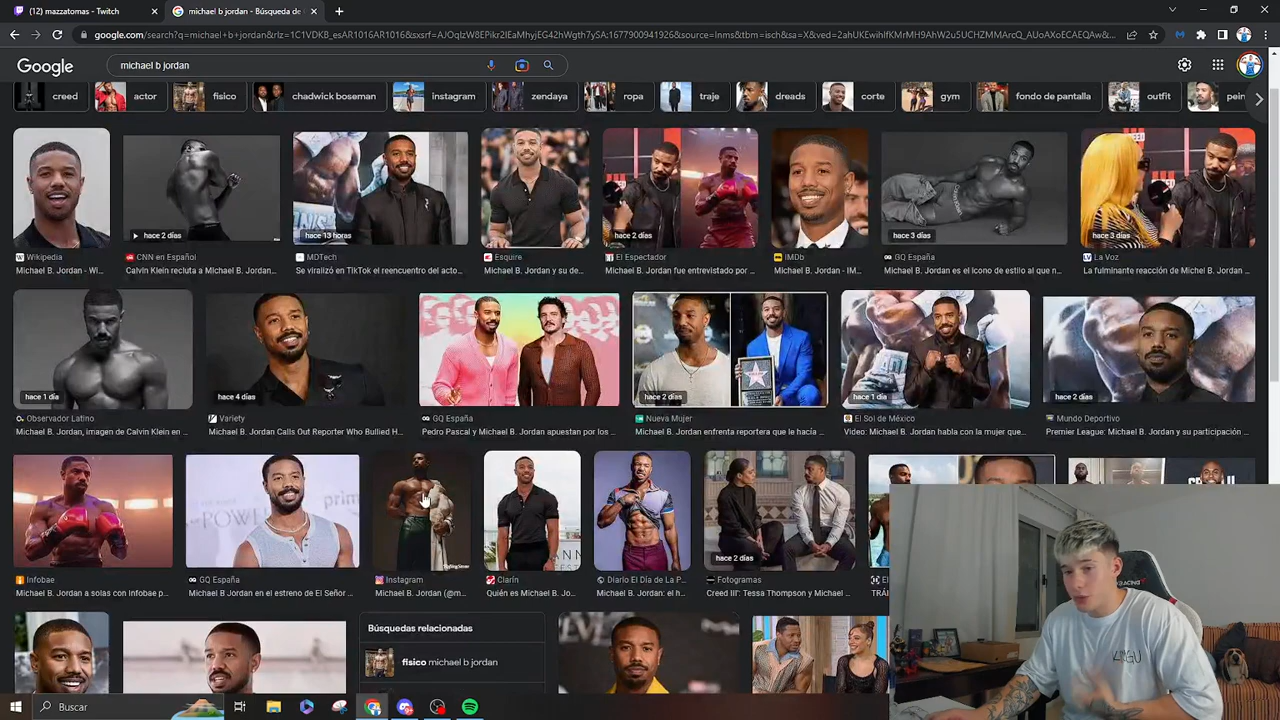 (12) mazzatomas - Twitch
michael b jordan - Búsqueda de
google.com/search?q=michael+b+jordan&rlz=1C1VDKB_esAR1016AR1016&sxsrf=
Google
michael b jordan
creed
actor
fisico
chadwick boseman
instagram
zendaya
ropa
traje
dreads
corte
gym
fondo de pantalla
outfit
pein
hace 2 días
hace 13 horas
hace 2 días
hace 3 días
hace 3 días
Wikipedia
CNN en Español
MDTech
Esquire
El Espectador
IMDb
GQ España
La Voz
Michael B. Jordan - Wi...
Calvin Klein recluta a Michael B. Jordan...
Se viralizó en TikTok el reencuentro del acto...
Michael B. Jordan y su de...
Michael B. Jordan fue entrevistado por ...
Michael B. Jordan - IM...
Michael B. Jordan es el icono de estilo al que n...
La fulminante reacción de Michel B. Jordan ...
hace 1 día
hace 4 días
hace 2 días
hace 1 día
hace 2 días
Observador Latino
Variety
GQ España
Nueva Mujer
El Sol de México
Mundo Deportivo
Michael B. Jordan, imagen de Calvin Klein en ...
Michael B. Jordan Calls Out Reporter Who Bullied H...
Pedro Pascal y Michael B. Jordan apuestan por los ...
Michael B. Jordan enfrenta reportera que le hacía ...
Video: Michael B. Jordan habla con la mujer que...
Premier League: Michael B. Jordan y su participación ...
hace 2 días
Infobae
GQ España
Instagram
Clarín
Diario El Día de La P...
Fotogramas
Michael B. Jordan a solas con Infobae p
Michael B. Jordan en el estreno de El Señor ...
Michael B. Jordan (@m...
Quién es Michael B. Jo...
Michael B. Jordan: el h...
Creed III": Tessa Thompson y Michael ...
Búsquedas relacionadas
fisico michael b jordan
Buscar